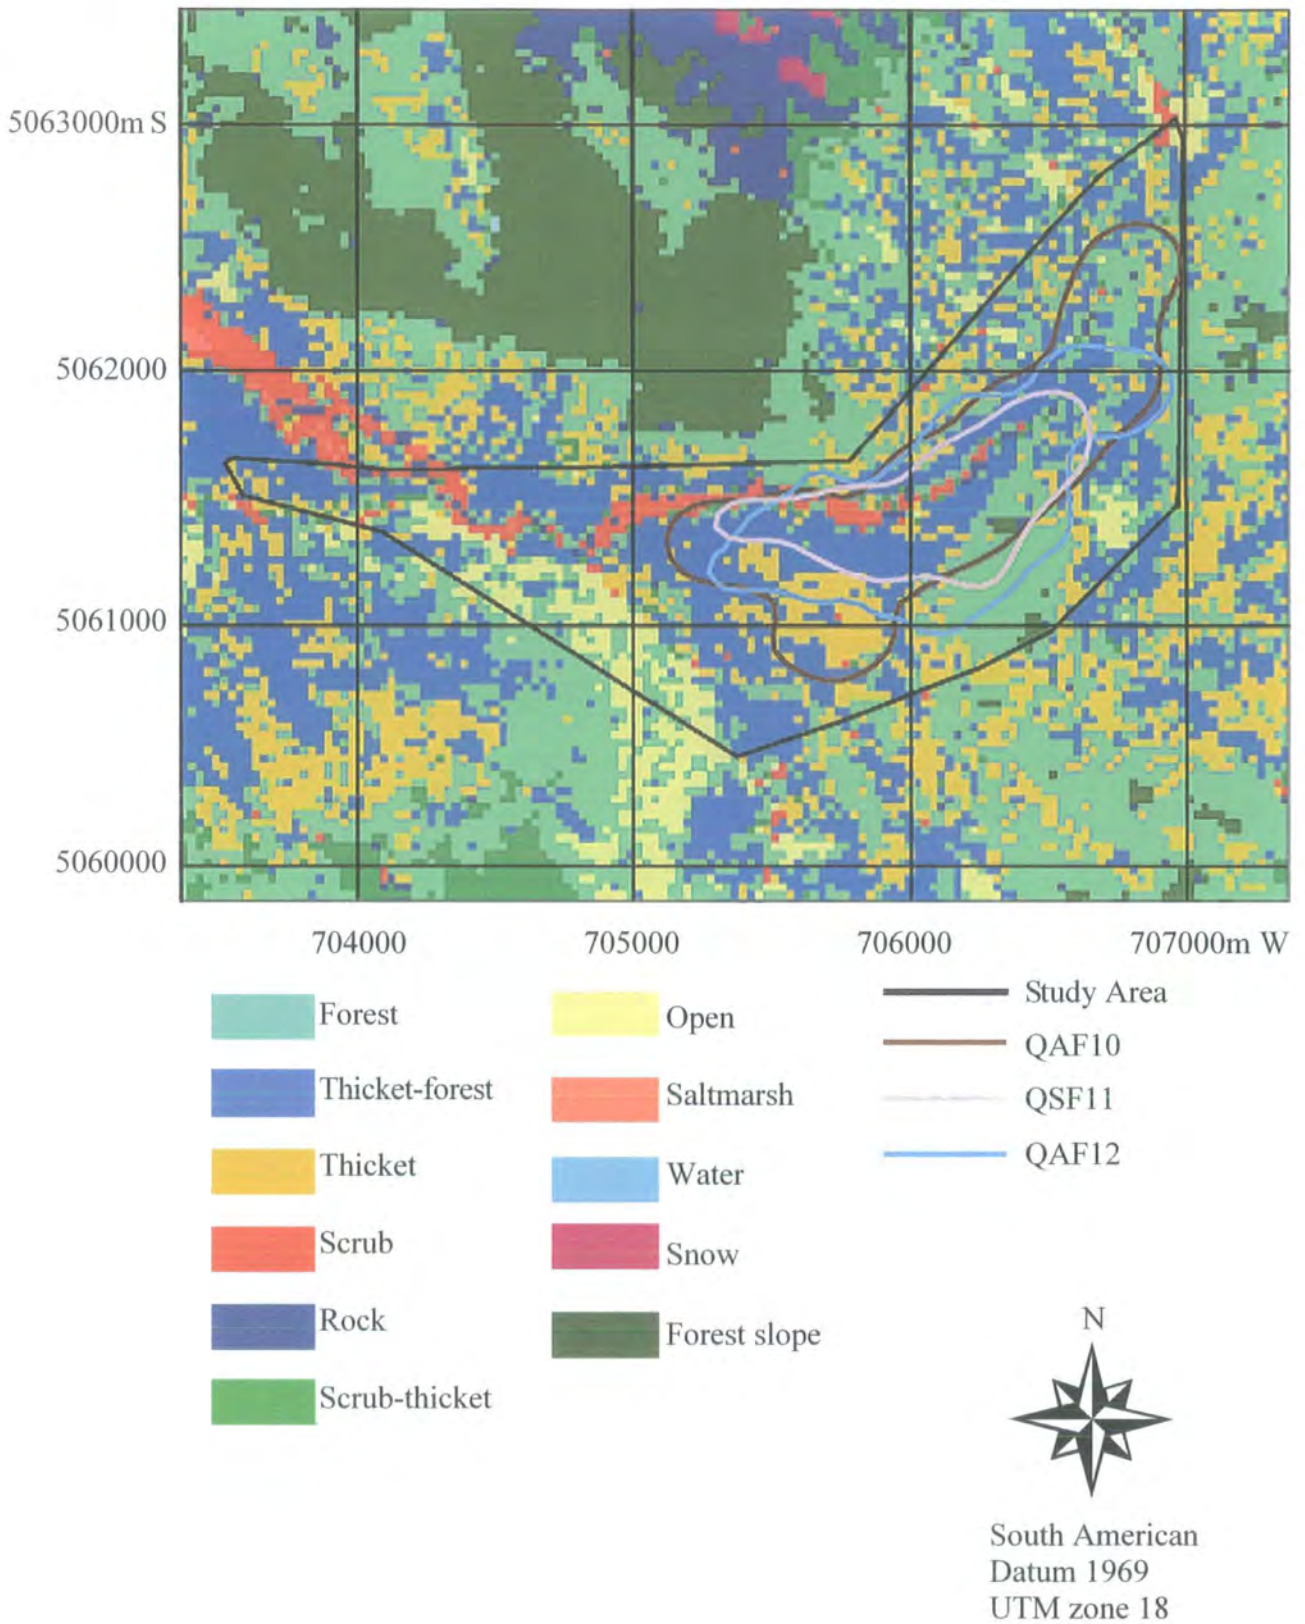 5063000m S
5062000
5061000
5060000
704000
705000
706000
707000m W
Forest
Thicket-forest
Thicket
Scrub
Rock
Scrub-thicket
Open
Saltmarsh
Water
Snow
Forest slope
Study Area
QAF10
QSF11
QAF12
N
South American
Datum 1969
UTM zone 18